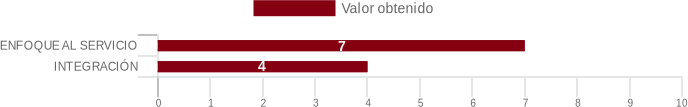 Valor obtenido
ENFOQUE AL SERVICIO 7
INTEGRACIÓN 4
0 1 2 3 4 5 6 7 8 9 10